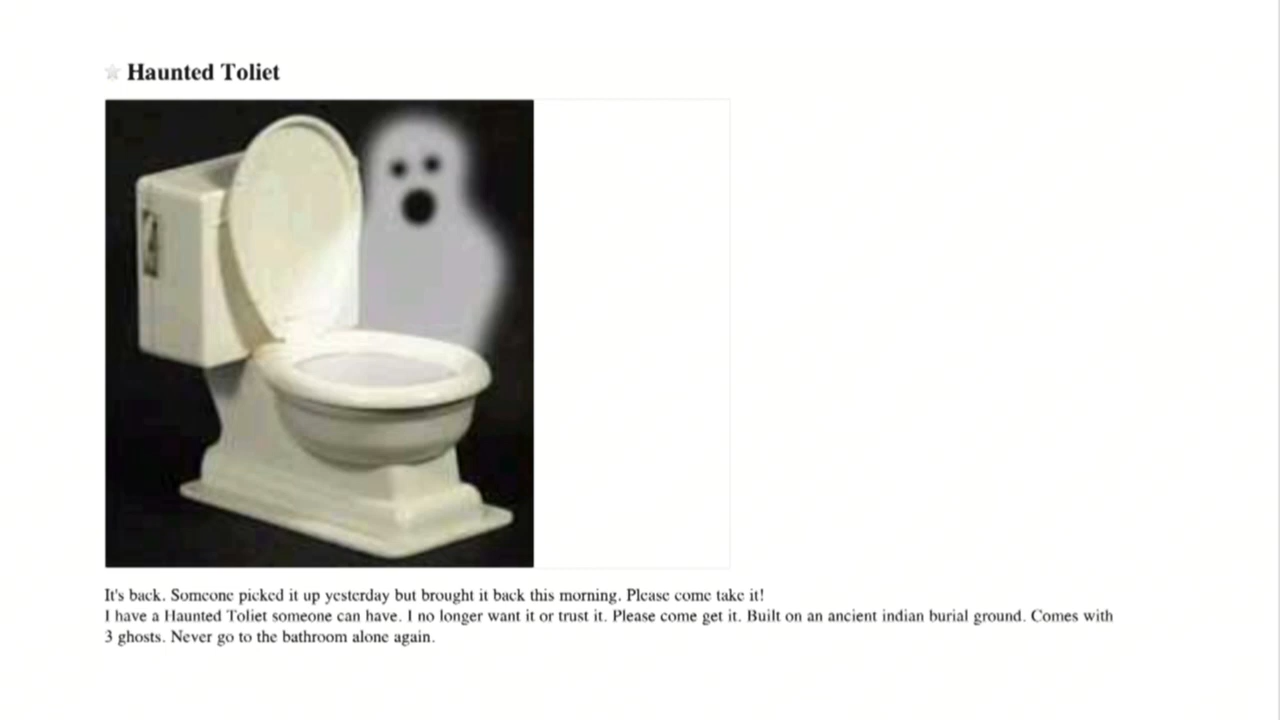 Haunted Toliet
It's back. Someone picked it up yesterday but brought it back this morning. Please come take it!
I have a Haunted Toliet someone can have. I no longer want it or trust it. Please come get it. Built on an ancient indian burial ground. Comes with
3 ghosts. Never go to the bathroom alone again.